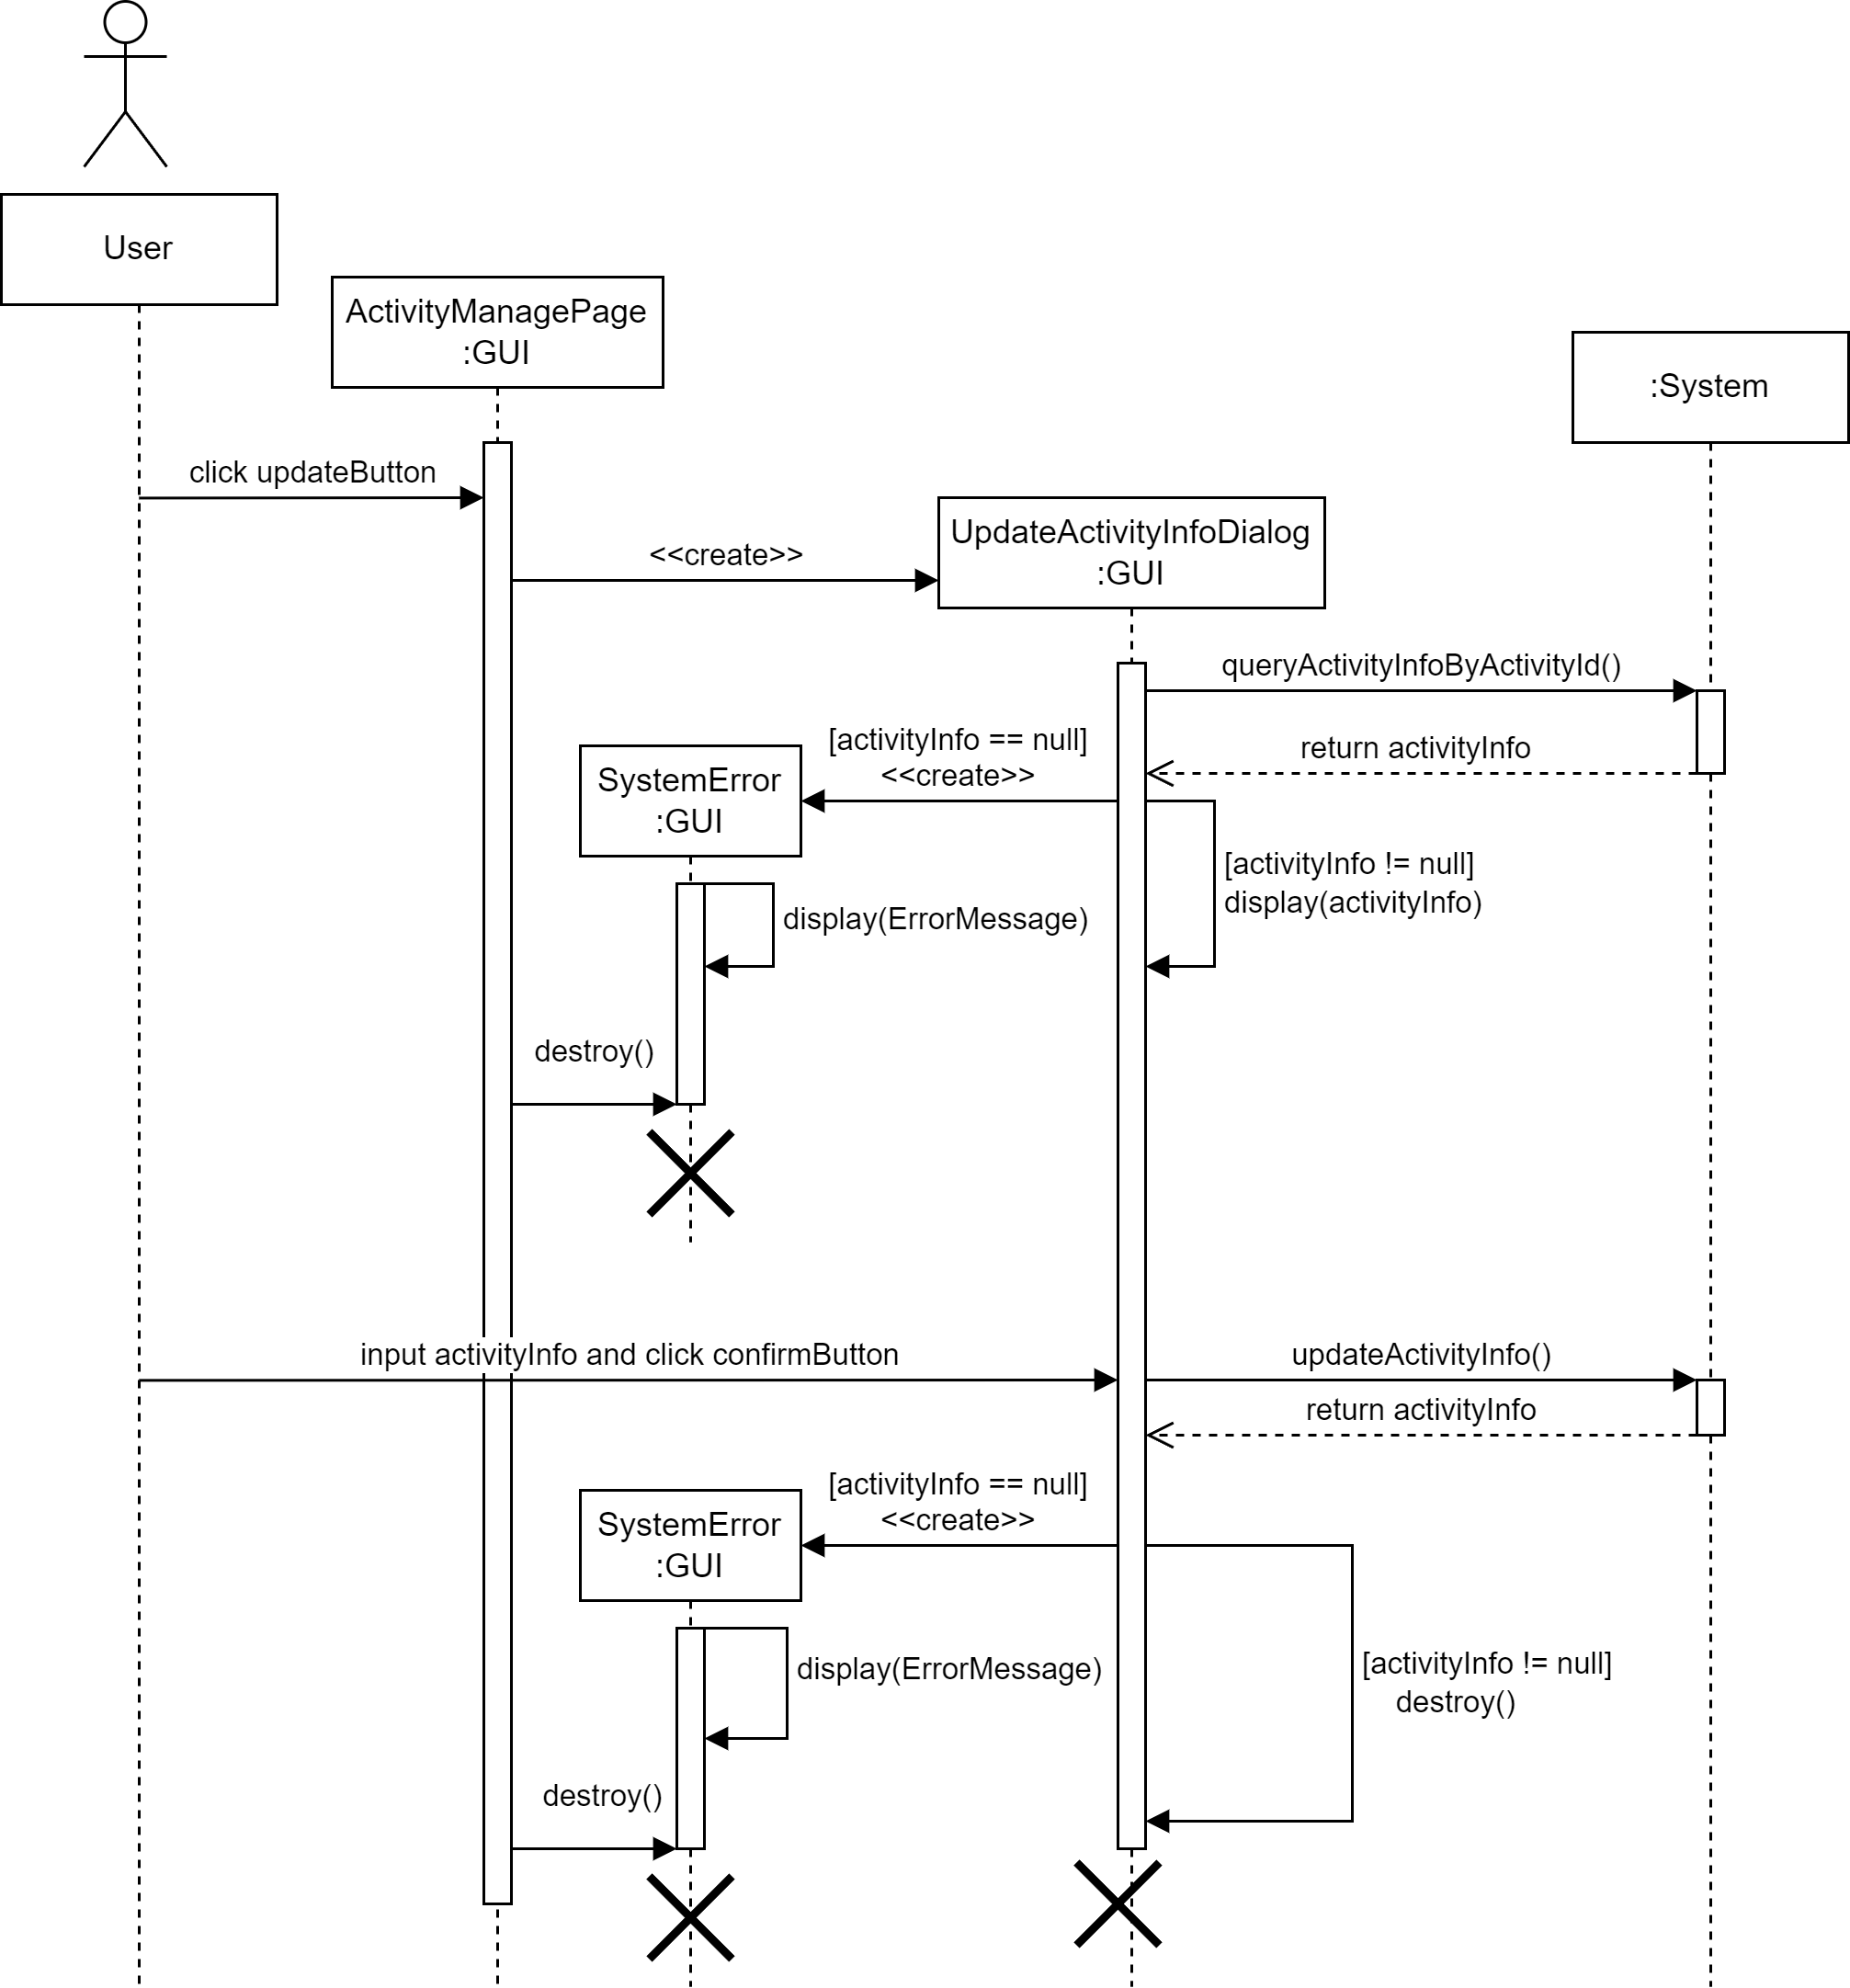 User
ActivityManagePage
:GUI
:System
click updateButton
UpdateActivityInfoDialog
:GUI
<<create>>
queryActivityInfoByActivityId()
[activityInfo == null]
<<create>>
return activityInfo
SystemError
:GUI
[activityInfo != null]
display(activityInfo)
display(ErrorMessage)
destroy()
input activityInfo and click confirmButton
updateActivityInfo()
return activityInfo
[activityInfo == null]
<<create>>
SystemError
:GUI
display(ErrorMessage)
[activityInfo != null]
destroy()
destroy()